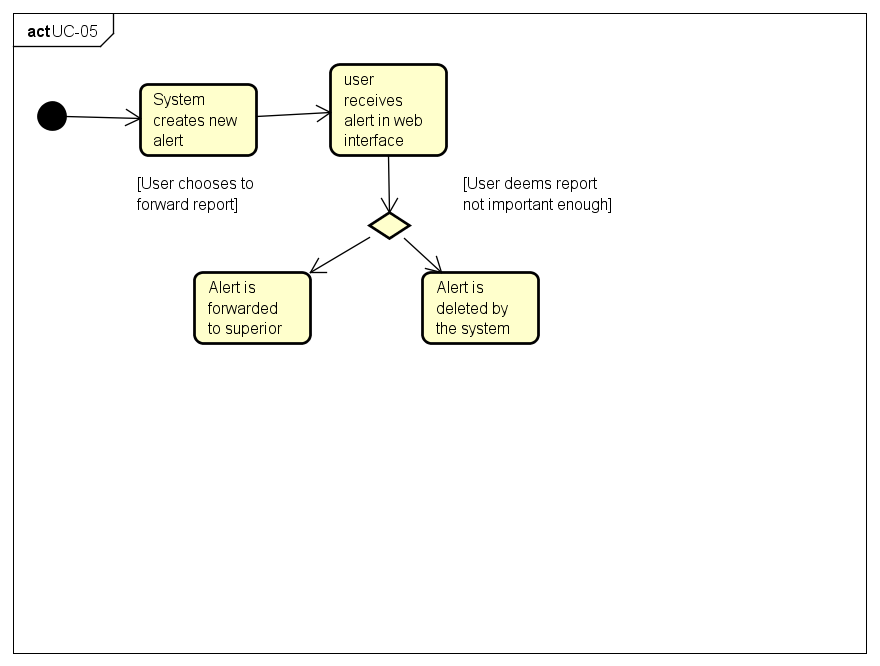 act UC-05
System
creates new
alert
user
receives
alert in web
interface
[User chooses to
forward report]
[User deems report
not important enough]
Alert is
forwarded
to superior
Alert is
deleted by
the system